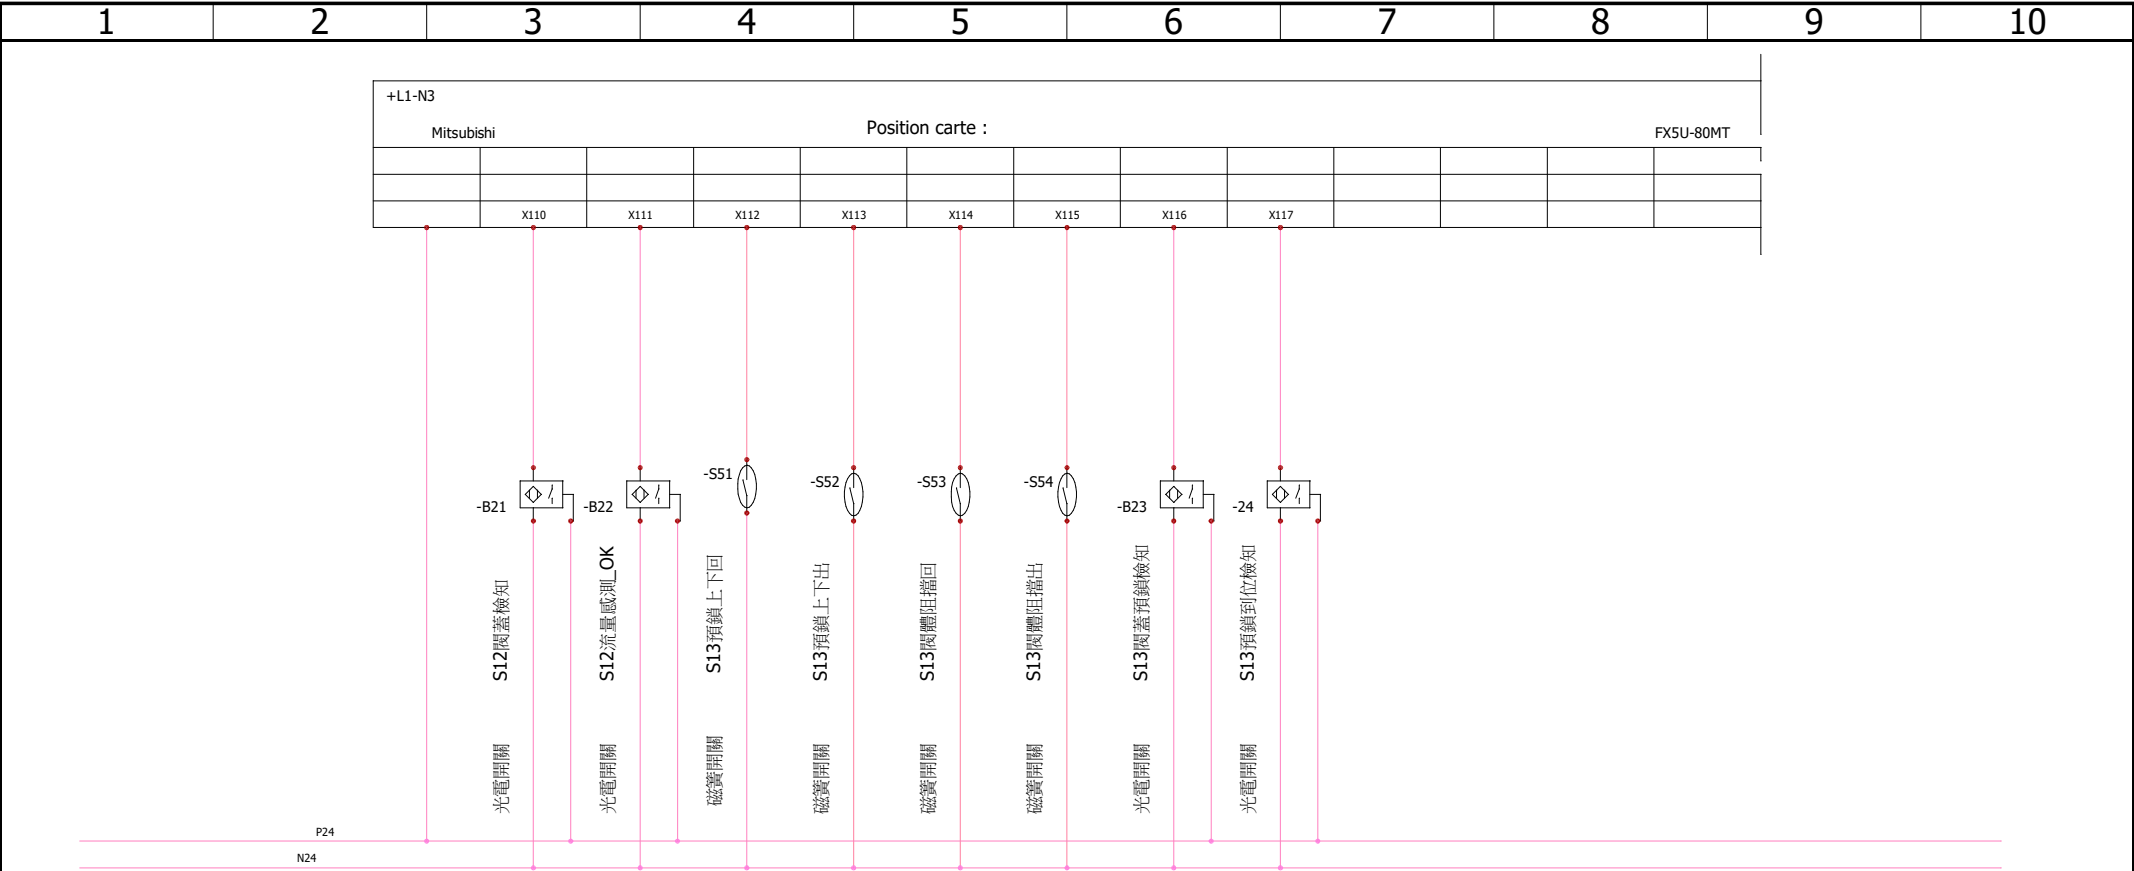 1 2 3 4 5 6 7 8 9 10
+L1-N3
Mitsubishi Position carte : FX5U-80MT
X110 X111 X112 X113 X114 X115 X116 X117
-B21
-B22
-S51
-S52
-S53
-S54
-B23
-24
S12閥蓋檢知
S12流量感測_OK
S13預鎖上下回
S13預鎖上下出
S13閥體阻擋回
S13閥體阻擋出
S13閥蓋預鎖檢知
S13預鎖到位檢知
光電開關
光電開關
磁簧開關
磁簧開關
磁簧開關
磁簧開關
光電開關
光電開關
P24
N24